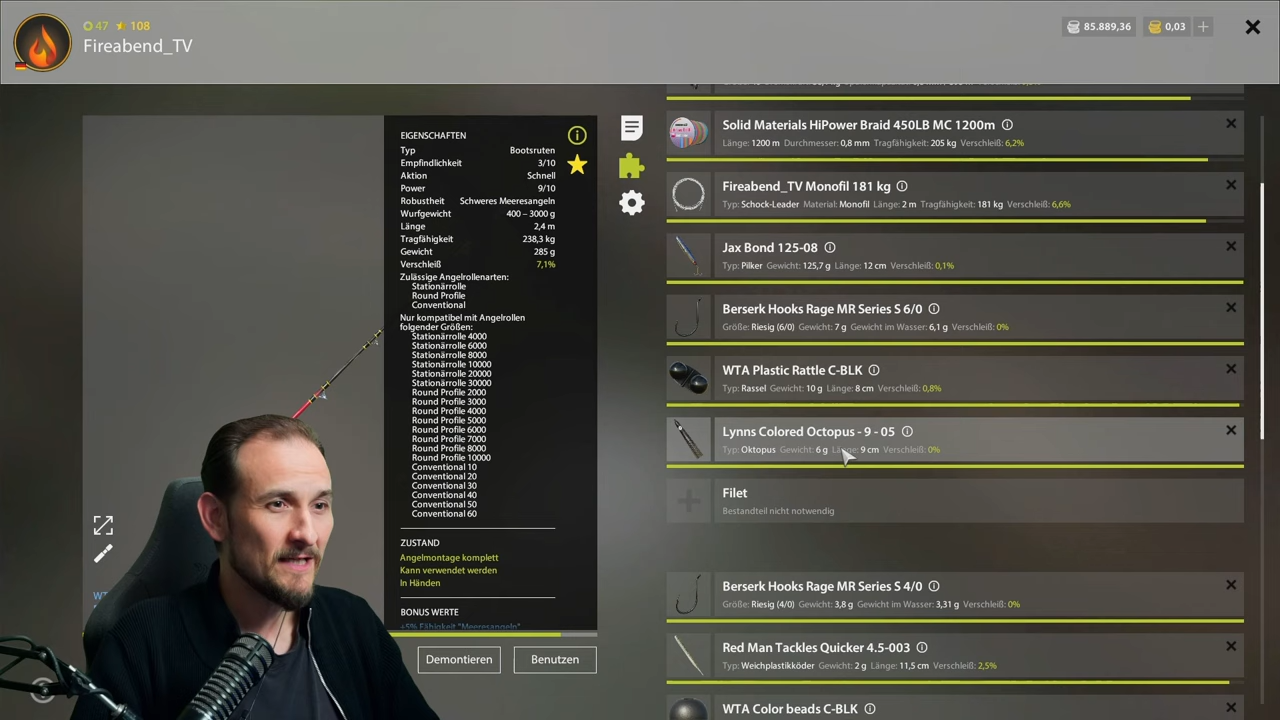 47 108
Fireabend_TV
85.889,36
0,03
EIGENSCHAFTEN
Typ Bootsruten
Empfindlichkeit 3/10
Aktion Schnell
Power 9/10
Robustheit Schweres Meeresangeln
Wurfgewicht 400 – 3000 g
Länge 2,4 m
Tragfähigkeit 238,3 kg
Gewicht 285 g
Verschleiß 7,1%
Zulässige Angelrollenarten:
Stationärrolle
Round Profile
Conventional
Nur kompatibel mit Angelrollen
folgender Größen:
Stationärrolle 4000
Stationärrolle 6000
Stationärrolle 8000
Stationärrolle 10000
Stationärrolle 20000
Stationärrolle 30000
Round Profile 2000
Round Profile 3000
Round Profile 4000
Round Profile 5000
Round Profile 6000
Round Profile 7000
Round Profile 8000
Round Profile 10000
Conventional 10
Conventional 20
Conventional 30
Conventional 40
Conventional 50
Conventional 60
ZUSTAND
Angelmontage komplett
Kann verwendet werden
In Händen
BONUS WERTE
+5% Fähigkeit "Meeresangeln"
Demontieren
Benutzen
Solid Materials HiPower Braid 450LB MC 1200m
Länge: 1200 m Durchmesser: 0,8 mm Tragfähigkeit: 205 kg Verschleiß: 6,2%
Fireabend_TV Monofil 181 kg
Typ: Schock-Leader Material: Monofil Länge: 2 m Tragfähigkeit: 181 kg Verschleiß: 6,6%
Jax Bond 125-08
Typ: Pilker Gewicht: 125,7 g Länge: 12 cm Verschleiß: 0,1%
Berserk Hooks Rage MR Series S 6/0
Größe: Riesig (6/0) Gewicht: 7 g Gewicht im Wasser: 6,1 g Verschleiß: 0%
WTA Plastic Rattle C-BLK
Typ: Rassel Gewicht: 10 g Länge: 8 cm Verschleiß: 0,8%
Lynns Colored Octopus - 9 - 05
Typ: Oktopus Gewicht: 6 g Länge: 9 cm Verschleiß: 0%
Filet
Bestandteil nicht notwendig
Berserk Hooks Rage MR Series S 4/0
Größe: Riesig (4/0) Gewicht: 3,8 g Gewicht im Wasser: 3,31 g Verschleiß: 0%
Red Man Tackles Quicker 4.5-003
Typ: Weichplastikköder Gewicht: 2 g Länge: 11,5 cm Verschleiß: 2,5%
WTA Color beads C-BLK